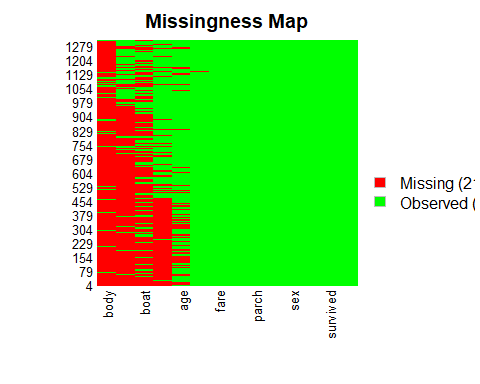 Missingness Map
1279
1204
1129
1054
979
904
829
754
679
604
529
454
379
304
229
154
79
4
body
boat
age
fare
parch
sex
survived
Missing (21
Observed (